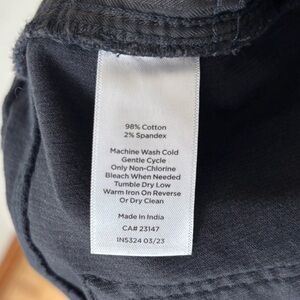 98% Cotton
2% Spandex
Machine Wash Cold
Gentle Cycle
Only Non-Chlorine
Bleach When Needed
Tumble Dry Low
Warm Iron On Reverse
Or Dry Clean
Made In India
CA# 23147
IN5324 03/23